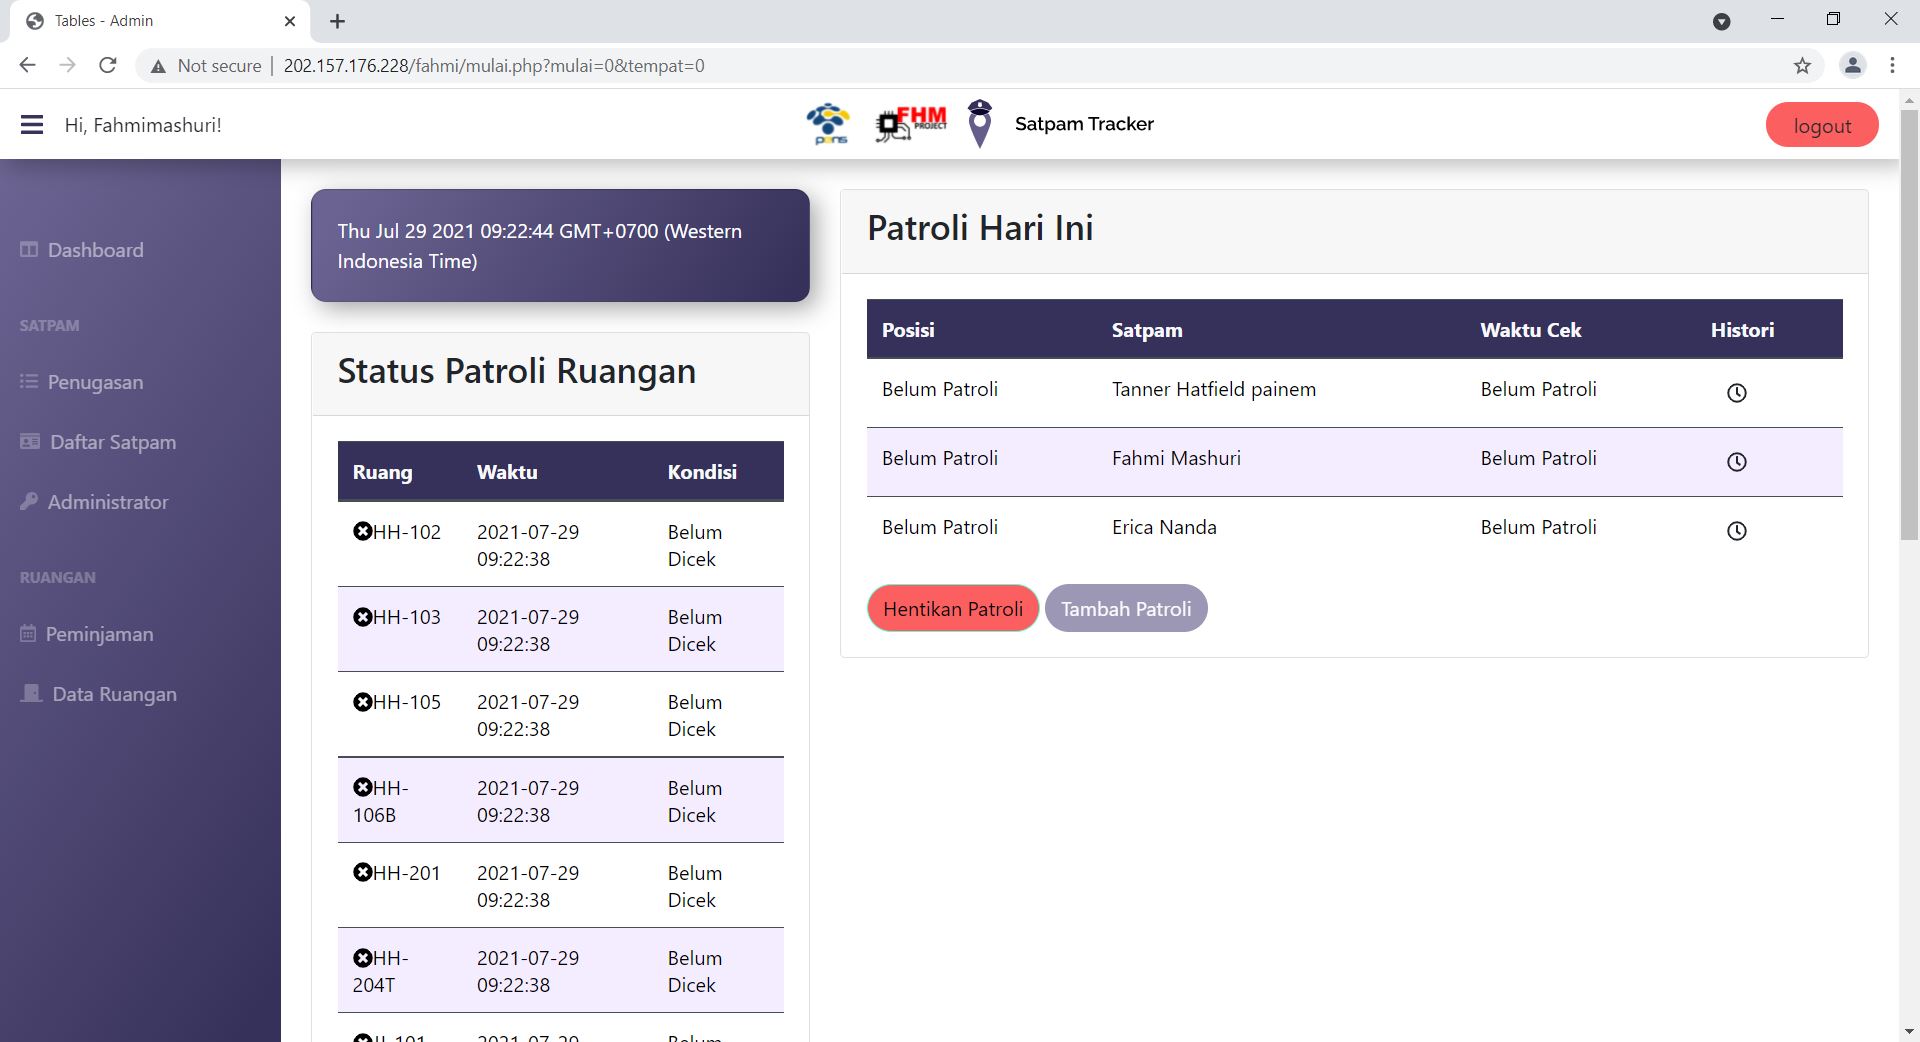 Tables - Admin
Not secure
202.157.176.228/fahmi/mulai.php?mulai=0&tempat=0
Hi, Fahmimashuri!
pens
FHM
PROJECT
Satpam Tracker
logout
Dashboard
SATPAM
Penugasan
Daftar Satpam
Administrator
RUANGAN
Peminjaman
Data Ruangan
Thu Jul 29 2021 09:22:44 GMT+0700 (Western
Indonesia Time)
Status Patroli Ruangan
Ruang Waktu Kondisi
HH-102 2021-07-29 Belum
09:22:38 Dicek
HH-103 2021-07-29 Belum
09:22:38 Dicek
HH-105 2021-07-29 Belum
09:22:38 Dicek
HH- 2021-07-29 Belum
106B 09:22:38 Dicek
HH-201 2021-07-29 Belum
09:22:38 Dicek
HH- 2021-07-29 Belum
204T 09:22:38 Dicek
2021-07-29 Belum
Patroli Hari Ini
Posisi Satpam Waktu Cek Histori
Belum Patroli Tanner Hatfield painem Belum Patroli
Belum Patroli Fahmi Mashuri Belum Patroli
Belum Patroli Erica Nanda Belum Patroli
Hentikan Patroli Tambah Patroli